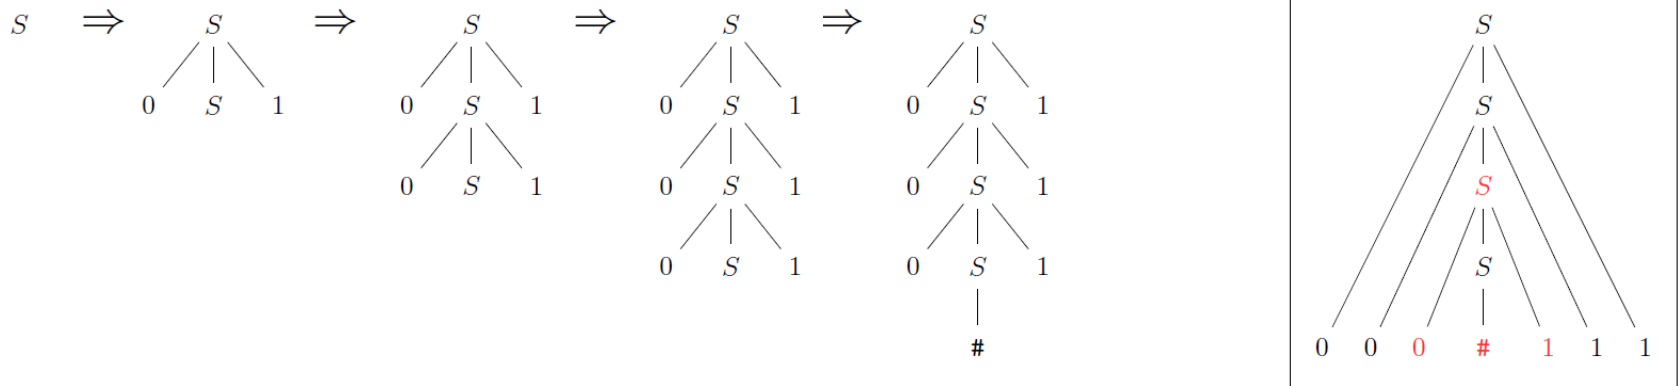 S ⇒ S ⇒ S ⇒ S ⇒ S S
0 S 1 0 S 1 0 S 1 0 S 1 S
0 S 1 0 S 1 0 S 1 S
0 S 1 0 S 1 S
# 0 0 0 # 1 1 1